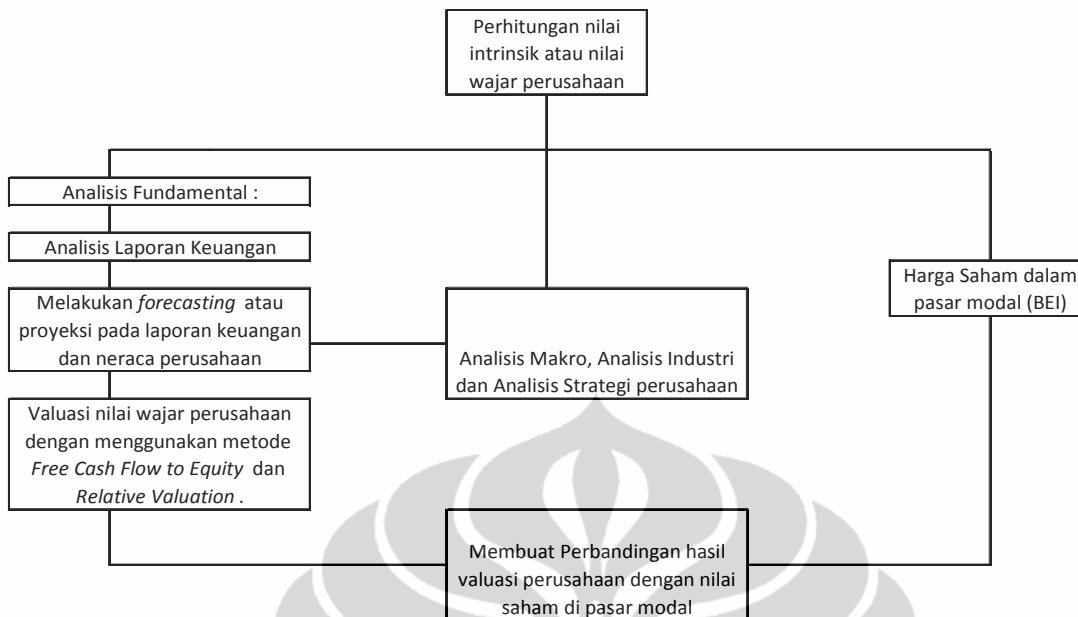 Perhitungan nilai
intrinsik atau nilai
wajar perusahaan
Analisis Fundamental :
Analisis Laporan Keuangan
Melakukan forecasting atau
proyeksi pada laporan keuangan
dan neraca perusahaan
Valuasi nilai wajar perusahaan
dengan menggunakan metode
Free Cash Flow to Equity dan
Relative Valuation .
Analisis Makro, Analisis Industri
dan Analisis Strategi perusahaan
Harga Saham dalam
pasar modal (BEI)
Membuat Perbandingan hasil
valuasi perusahaan dengan nilai
saham di pasar modal